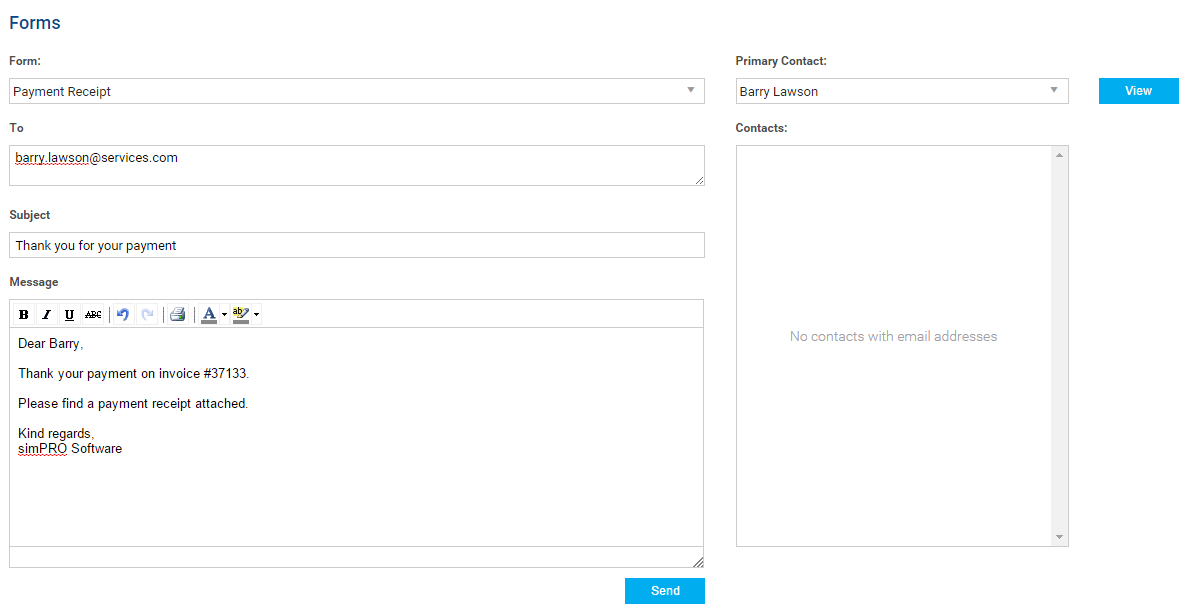 Forms
Form:
Payment Receipt
Primary Contact:
Barry Lawson
View
To
barry.lawson@services.com
Contacts:
No contacts with email addresses
Subject
Thank you for your payment
Message
B I U ABC A ab
Dear Barry,
Thank your payment on invoice #37133.
Please find a payment receipt attached.
Kind regards,
simPRO Software
Send